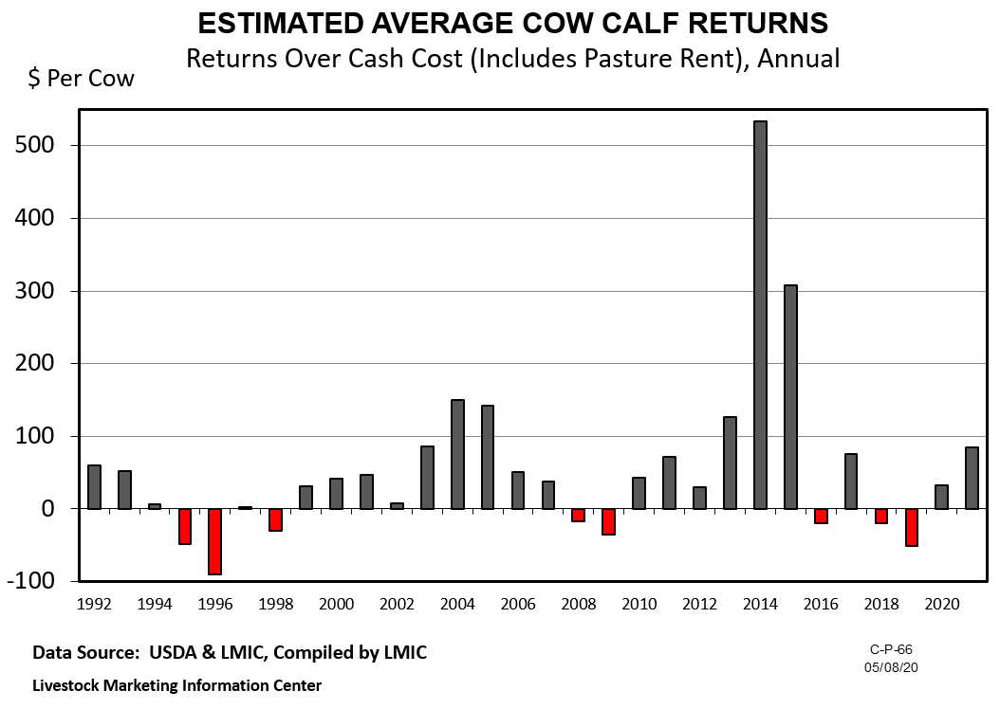 ESTIMATED AVERAGE COW CALF RETURNS
Returns Over Cash Cost (Includes Pasture Rent), Annual
$ Per Cow
500
400
300
200
100
0
-100
1992 1994 1996 1998 2000 2002 2004 2006 2008 2010 2012 2014 2016 2018 2020
Data Source:  USDA & LMIC, Compiled by LMIC
C-P-66
05/08/20
Livestock Marketing Information Center